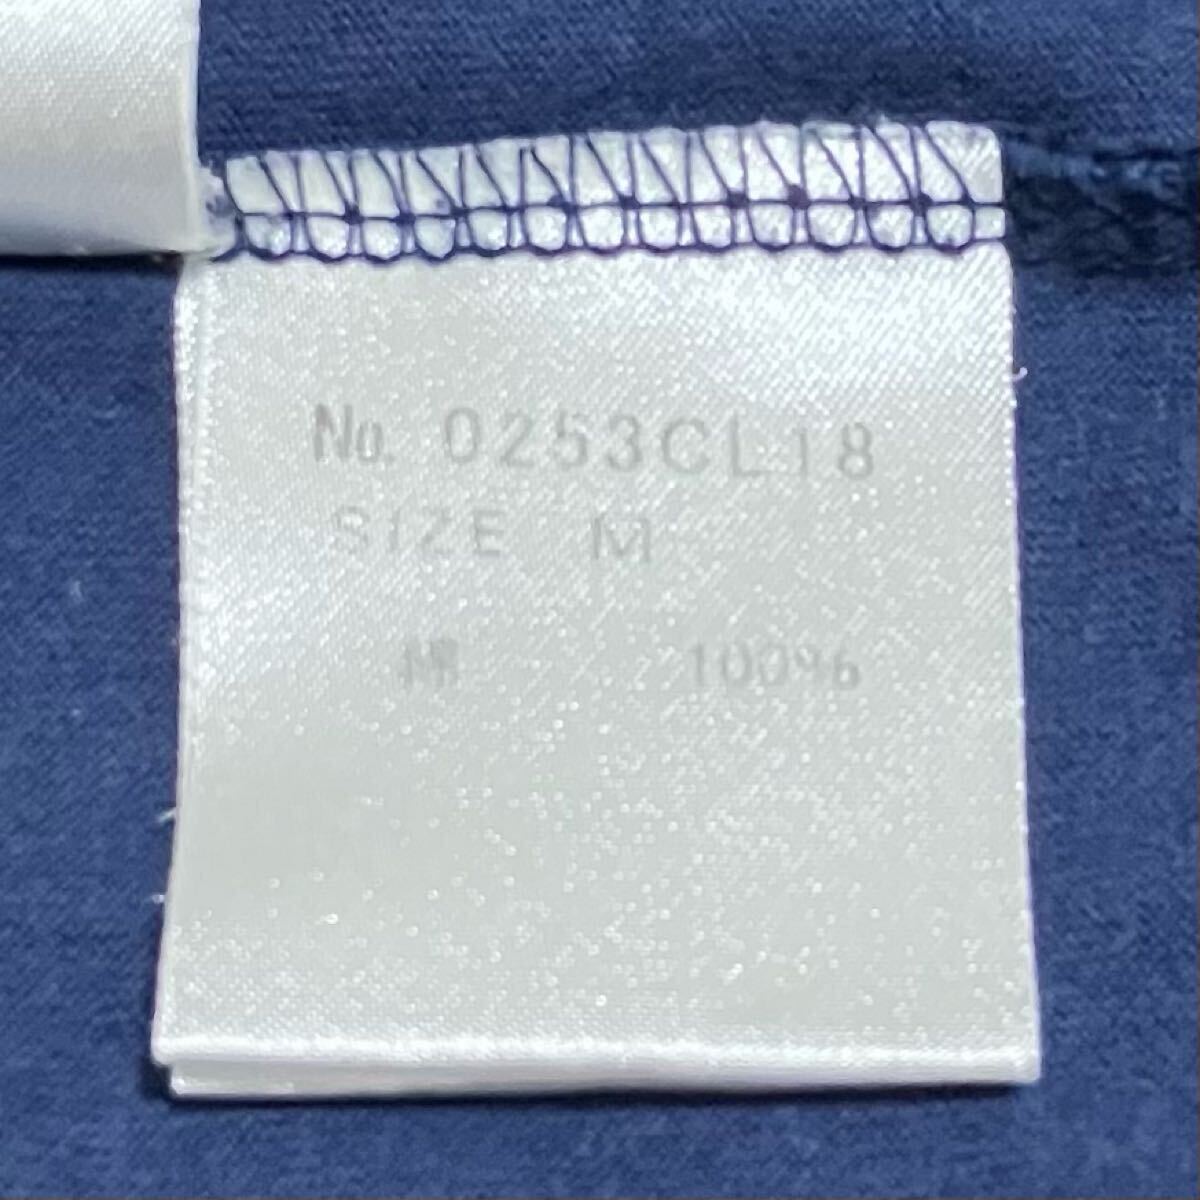 No. 0253CL18
SIZE M
綿 100%